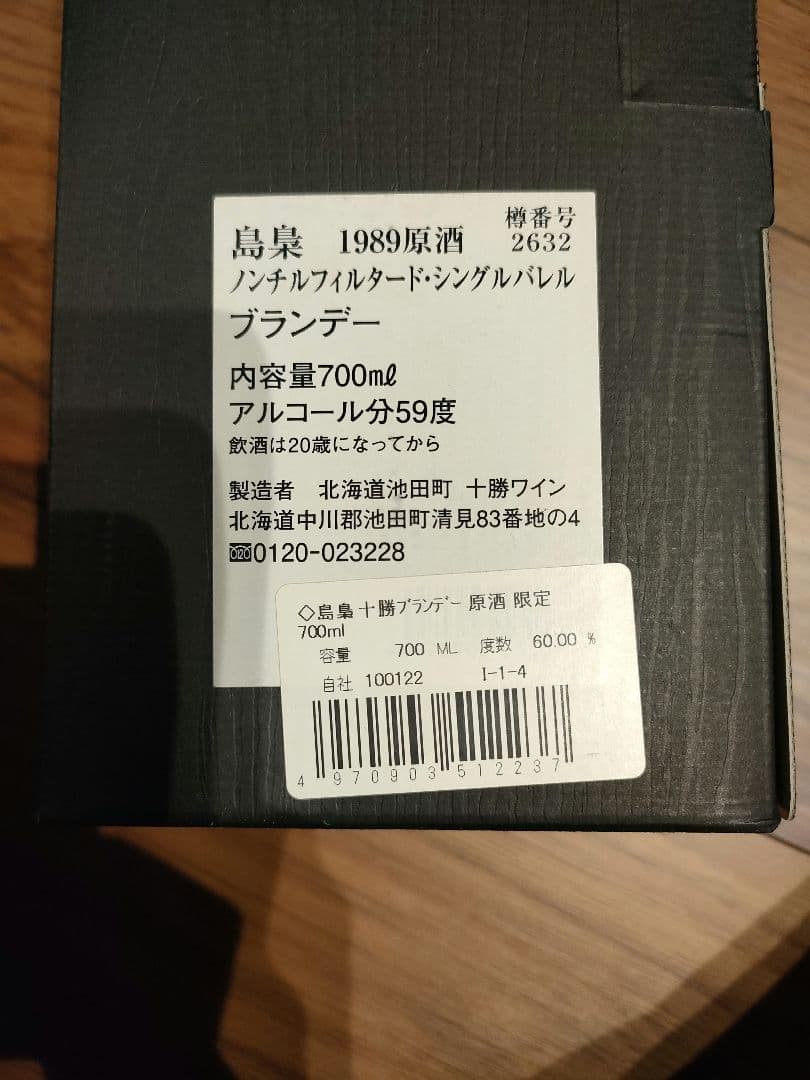 島梟 1989原酒 樽番号 2632
ノンチルフィルタード・シングルバレル
ブランデー
内容量700㎖
アルコール分59度
飲酒は20歳になってから
製造者 北海道池田町 十勝ワイン
北海道中川郡池田町清見83番地の4
0120-023228
◇島梟十勝ﾌﾞﾗﾝﾃﾞｰ 原酒 限定
700ml
容量 700 ML 度数 60.00 %
自社 100122 I-1-4
4970903512237